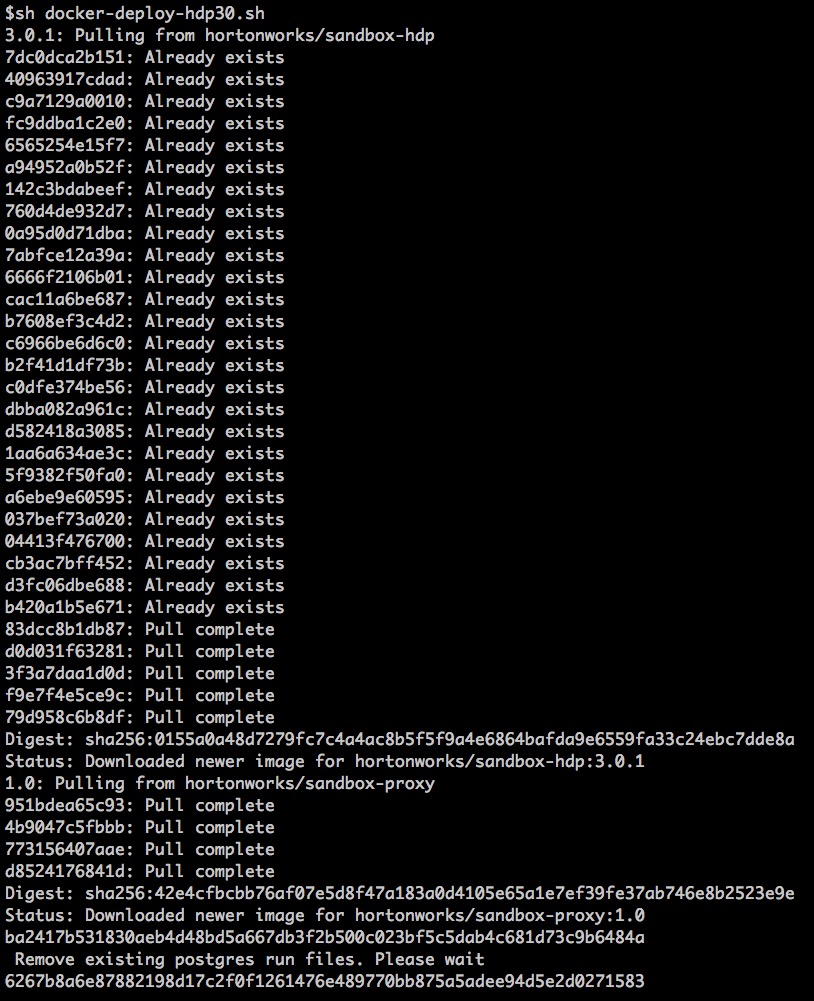 $sh docker-deploy-hdp30.sh
3.0.1: Pulling from hortonworks/sandbox-hdp
7dc0dca2b151: Already exists
40963917cdad: Already exists
c9a7129a0010: Already exists
fc9ddba1c2e0: Already exists
6565254e15f7: Already exists
a94952a0b52f: Already exists
142c3bdabeef: Already exists
760d4de932d7: Already exists
0a95d0d71dba: Already exists
7abfce12a39a: Already exists
6666f2106b01: Already exists
cac11a6be687: Already exists
b7608ef3c4d2: Already exists
c6966be6d6c0: Already exists
b2f41d1df73b: Already exists
c0dfe374be56: Already exists
dbba082a961c: Already exists
d582418a3085: Already exists
1aa6a634ae3c: Already exists
5f9382f50fa0: Already exists
a6ebe9e60595: Already exists
037bef73a020: Already exists
04413f476700: Already exists
cb3ac7bff452: Already exists
d3fc06dbe688: Already exists
b420a1b5e671: Already exists
83dcc8b1db87: Pull complete
d0d031f63281: Pull complete
3f3a7daa1d0d: Pull complete
f9e7f4e5ce9c: Pull complete
79d958c6b8df: Pull complete
Digest: sha256:0155a0a48d7279fc7c4a4ac8b5f5f9a4e6864bafda9e6559fa33c24ebc7dde8a
Status: Downloaded newer image for hortonworks/sandbox-hdp:3.0.1
1.0: Pulling from hortonworks/sandbox-proxy
951bdea65c93: Pull complete
4b9047c5fbbb: Pull complete
773156407aae: Pull complete
d8524176841d: Pull complete
Digest: sha256:42e4cfbcbb76af07e5d8f47a183a0d4105e65a1e7ef39fe37ab746e8b2523e9e
Status: Downloaded newer image for hortonworks/sandbox-proxy:1.0
ba2417b531830aeb4d48bd5a667db3f2b500c023bf5c5dab4c681d73c9b6484a
Remove existing postgres run files. Please wait
6267b8a6e87882198d17c2f0f1261476e489770bb875a5adee94d5e2d0271583